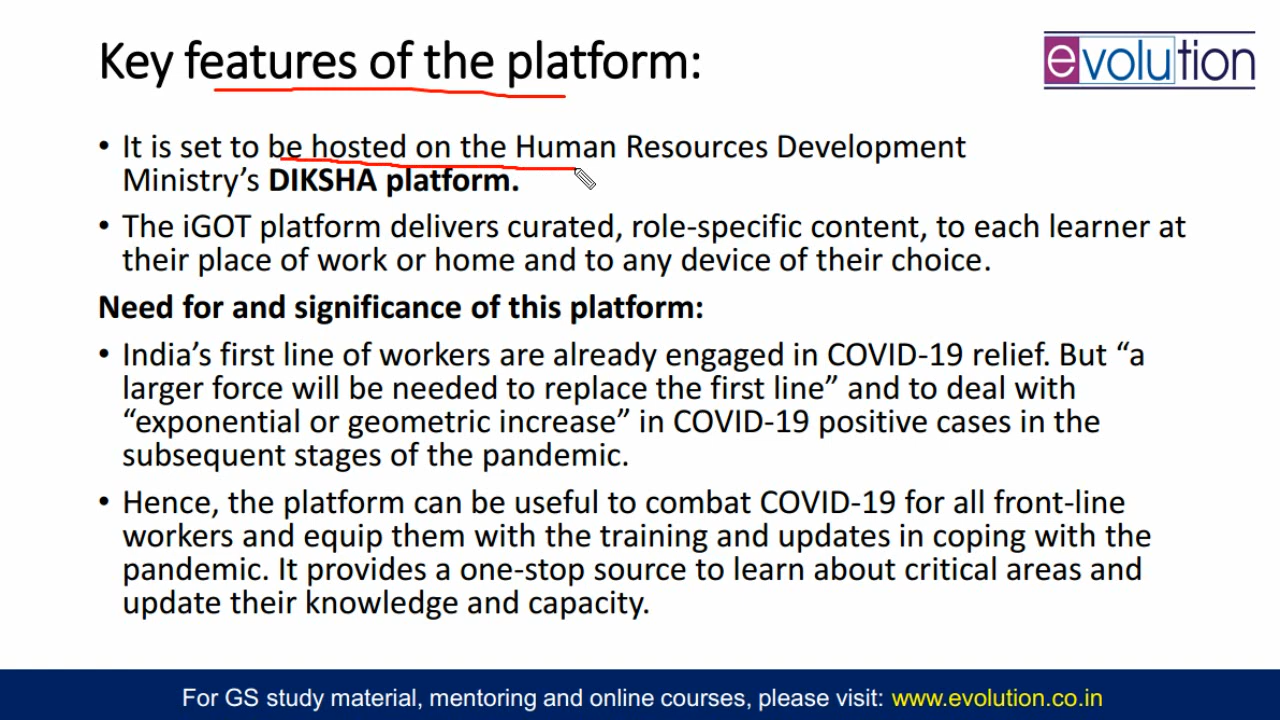 Key features of the platform:
evolution
• It is set to be hosted on the Human Resources Development
Ministry’s DIKSHA platform.
• The iGOT platform delivers curated, role-specific content, to each learner at
their place of work or home and to any device of their choice.
Need for and significance of this platform:
• India’s first line of workers are already engaged in COVID-19 relief. But “a
larger force will be needed to replace the first line” and to deal with
“exponential or geometric increase” in COVID-19 positive cases in the
subsequent stages of the pandemic.
• Hence, the platform can be useful to combat COVID-19 for all front-line
workers and equip them with the training and updates in coping with the
pandemic. It provides a one-stop source to learn about critical areas and
update their knowledge and capacity.
For GS study material, mentoring and online courses, please visit: www.evolution.co.in